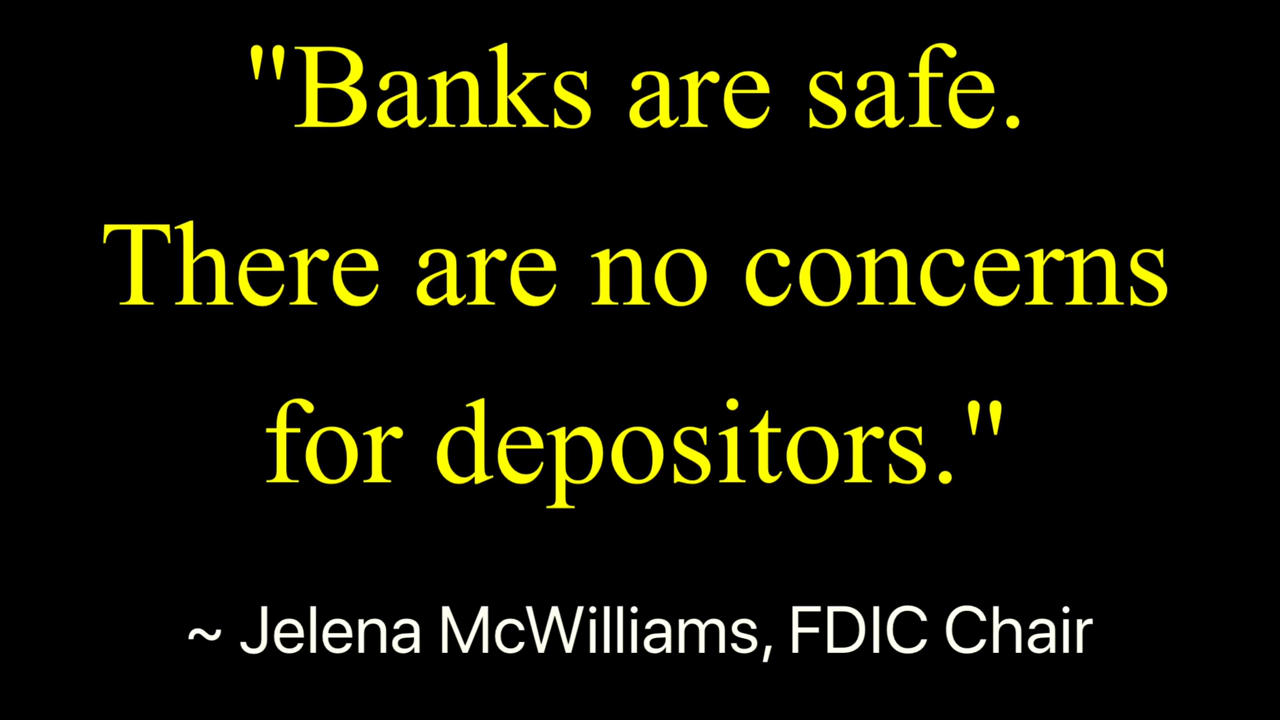 "Banks are safe.
There are no concerns
for depositors."
~ Jelena McWilliams, FDIC Chair